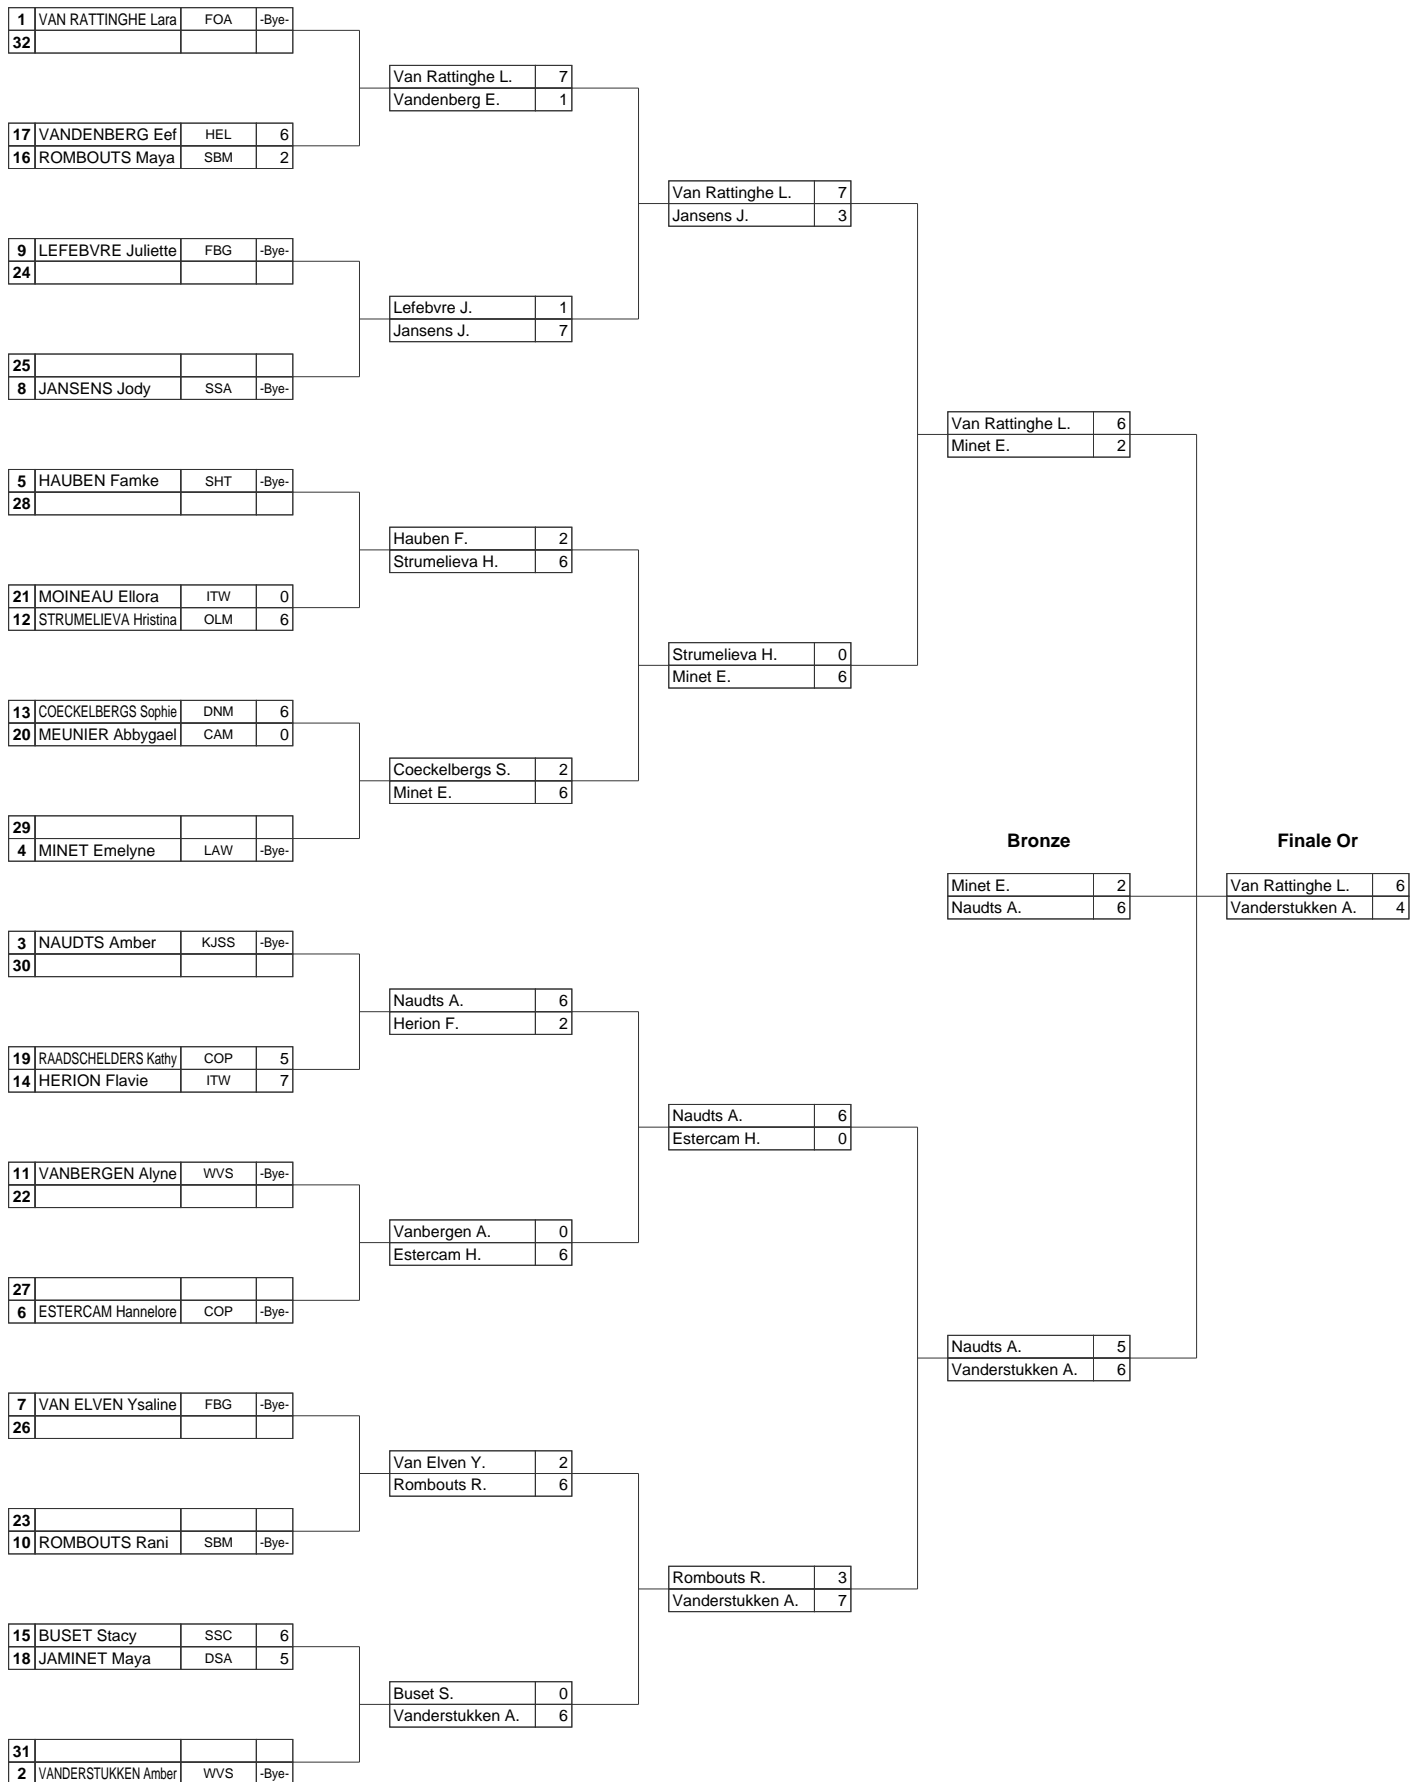 1 VAN RATTINGHE Lara FOA -Bye-
32
Van Rattinghe L. 7
Vandenberg E. 1
17 VANDENBERG Eef HEL 6
16 ROMBOUTS Maya SBM 2
Van Rattinghe L. 7
Jansens J. 3
9 LEFEBVRE Juliette FBG -Bye-
24
Lefebvre J. 1
Jansens J. 7
25
8 JANSENS Jody SSA -Bye-
Van Rattinghe L. 6
Minet E. 2
5 HAUBEN Famke SHT -Bye-
28
Hauben F. 2
Strumelieva H. 6
21 MOINEAU Ellora ITW 0
12 STRUMELIEVA Hristina OLM 6
Strumelieva H. 0
Minet E. 6
13 COECKELBERGS Sophie DNM 6
20 MEUNIER Abbygael CAM 0
Coeckelbergs S. 2
Minet E. 6
29
4 MINET Emelyne LAW -Bye-
Bronze Finale Or
Minet E. 2 Van Rattinghe L. 6
Naudts A. 6 Vanderstukken A. 4
3 NAUDTS Amber KJSS -Bye-
30
Naudts A. 6
Herion F. 2
19 RAADSCHELDERS Kathy COP 5
14 HERION Flavie ITW 7
Naudts A. 6
Estercam H. 0
11 VANBERGEN Alyne WVS -Bye-
22
Vanbergen A. 0
Estercam H. 6
27
6 ESTERCAM Hannelore COP -Bye-
Naudts A. 5
Vanderstukken A. 6
7 VAN ELVEN Ysaline FBG -Bye-
26
Van Elven Y. 2
Rombouts R. 6
23
10 ROMBOUTS Rani SBM -Bye-
Rombouts R. 3
Vanderstukken A. 7
15 BUSET Stacy SSC 6
18 JAMINET Maya DSA 5
Buset S. 0
Vanderstukken A. 6
31
2 VANDERSTUKKEN Amber WVS -Bye-